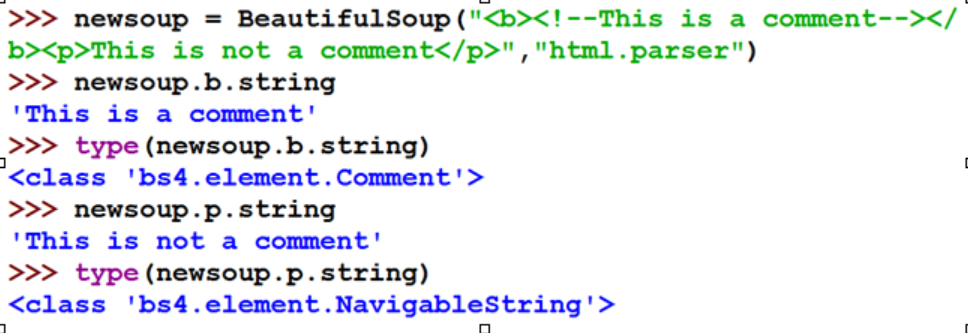 >>> newsoup = BeautifulSoup("<b><!--This is a comment--></
b><p>This is not a comment</p>","html.parser")
>>> newsoup.b.string
'This is a comment'
>>> type(newsoup.b.string)
<class 'bs4.element.Comment'>
>>> newsoup.p.string
'This is not a comment'
>>> type(newsoup.p.string)
<class 'bs4.element.NavigableString'>